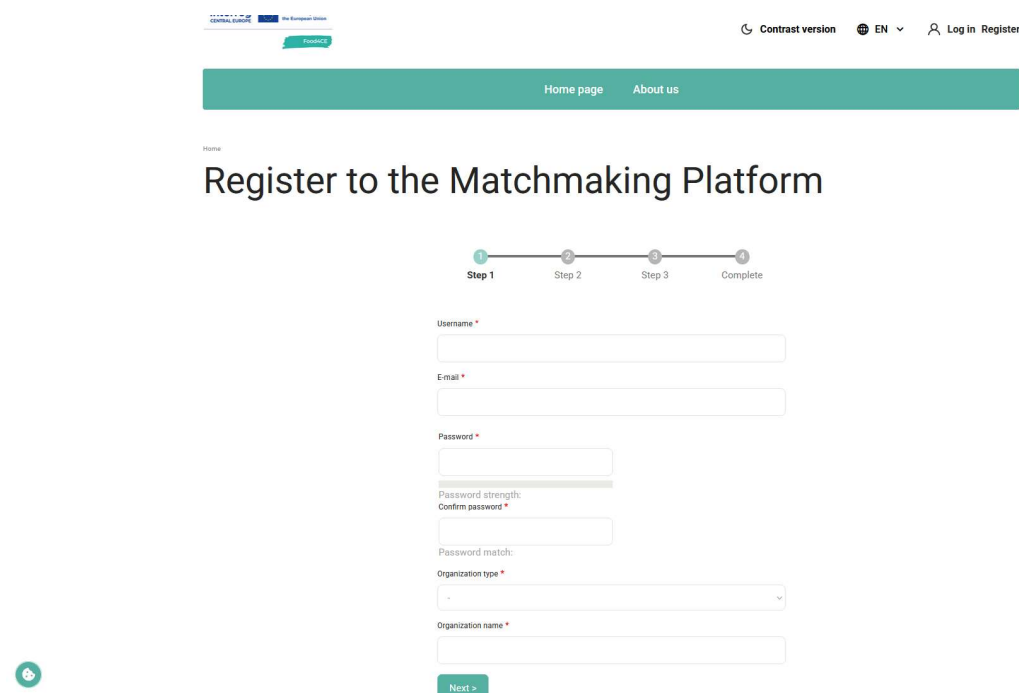 Interreg
CENTRAL EUROPE
the European Union
Food4CE
Contrast version EN Log in Register
Home page About us
Home
Register to the Matchmaking Platform
1 2 3 4
Step 1 Step 2 Step 3 Complete
Username *
E-mail *
Password *
Password strength:
Confirm password *
Password match:
Organization type *
-
Organization name *
Next >